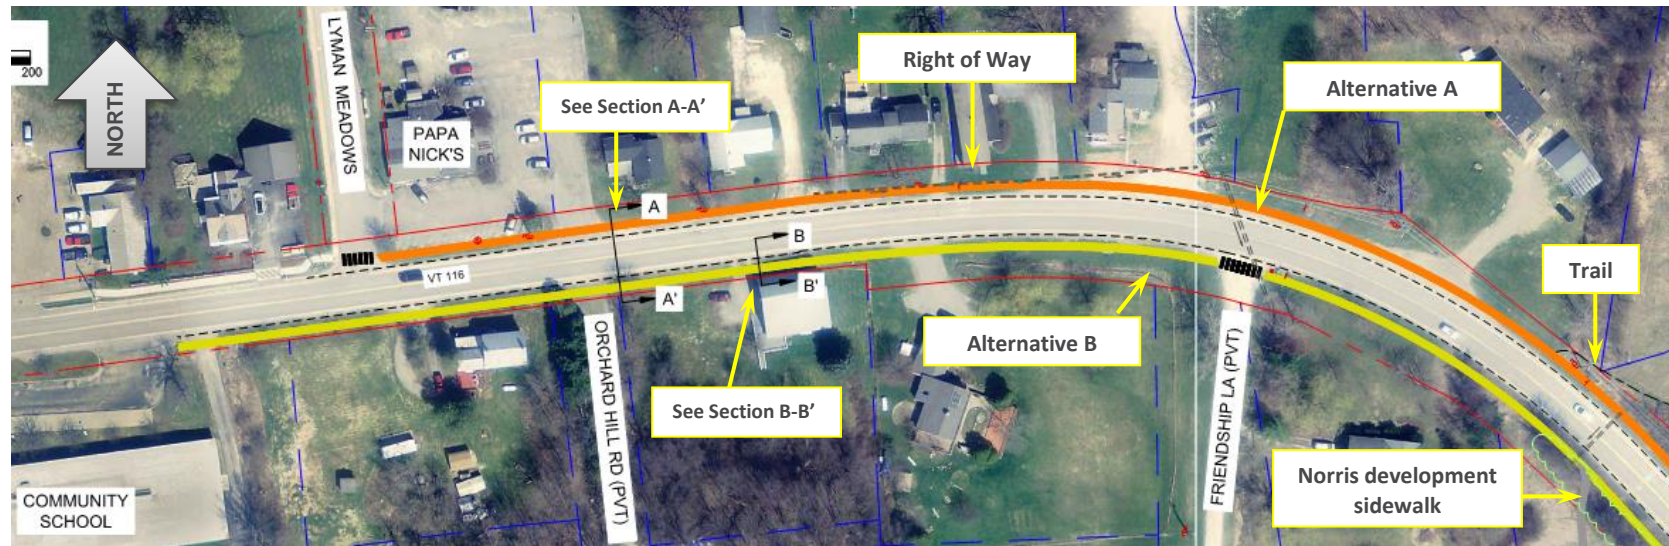 200
NORTH
LYMAN MEADOWS
PAPA
NICK'S
See Section A-A’
Right of Way
Alternative A
A
B
VT 116
Trail
A'
B'
ORCHARD HILL RD (PVT)
Alternative B
See Section B-B’
FRIENDSHIP LA (PVT)
Norris development
sidewalk
COMMUNITY
SCHOOL